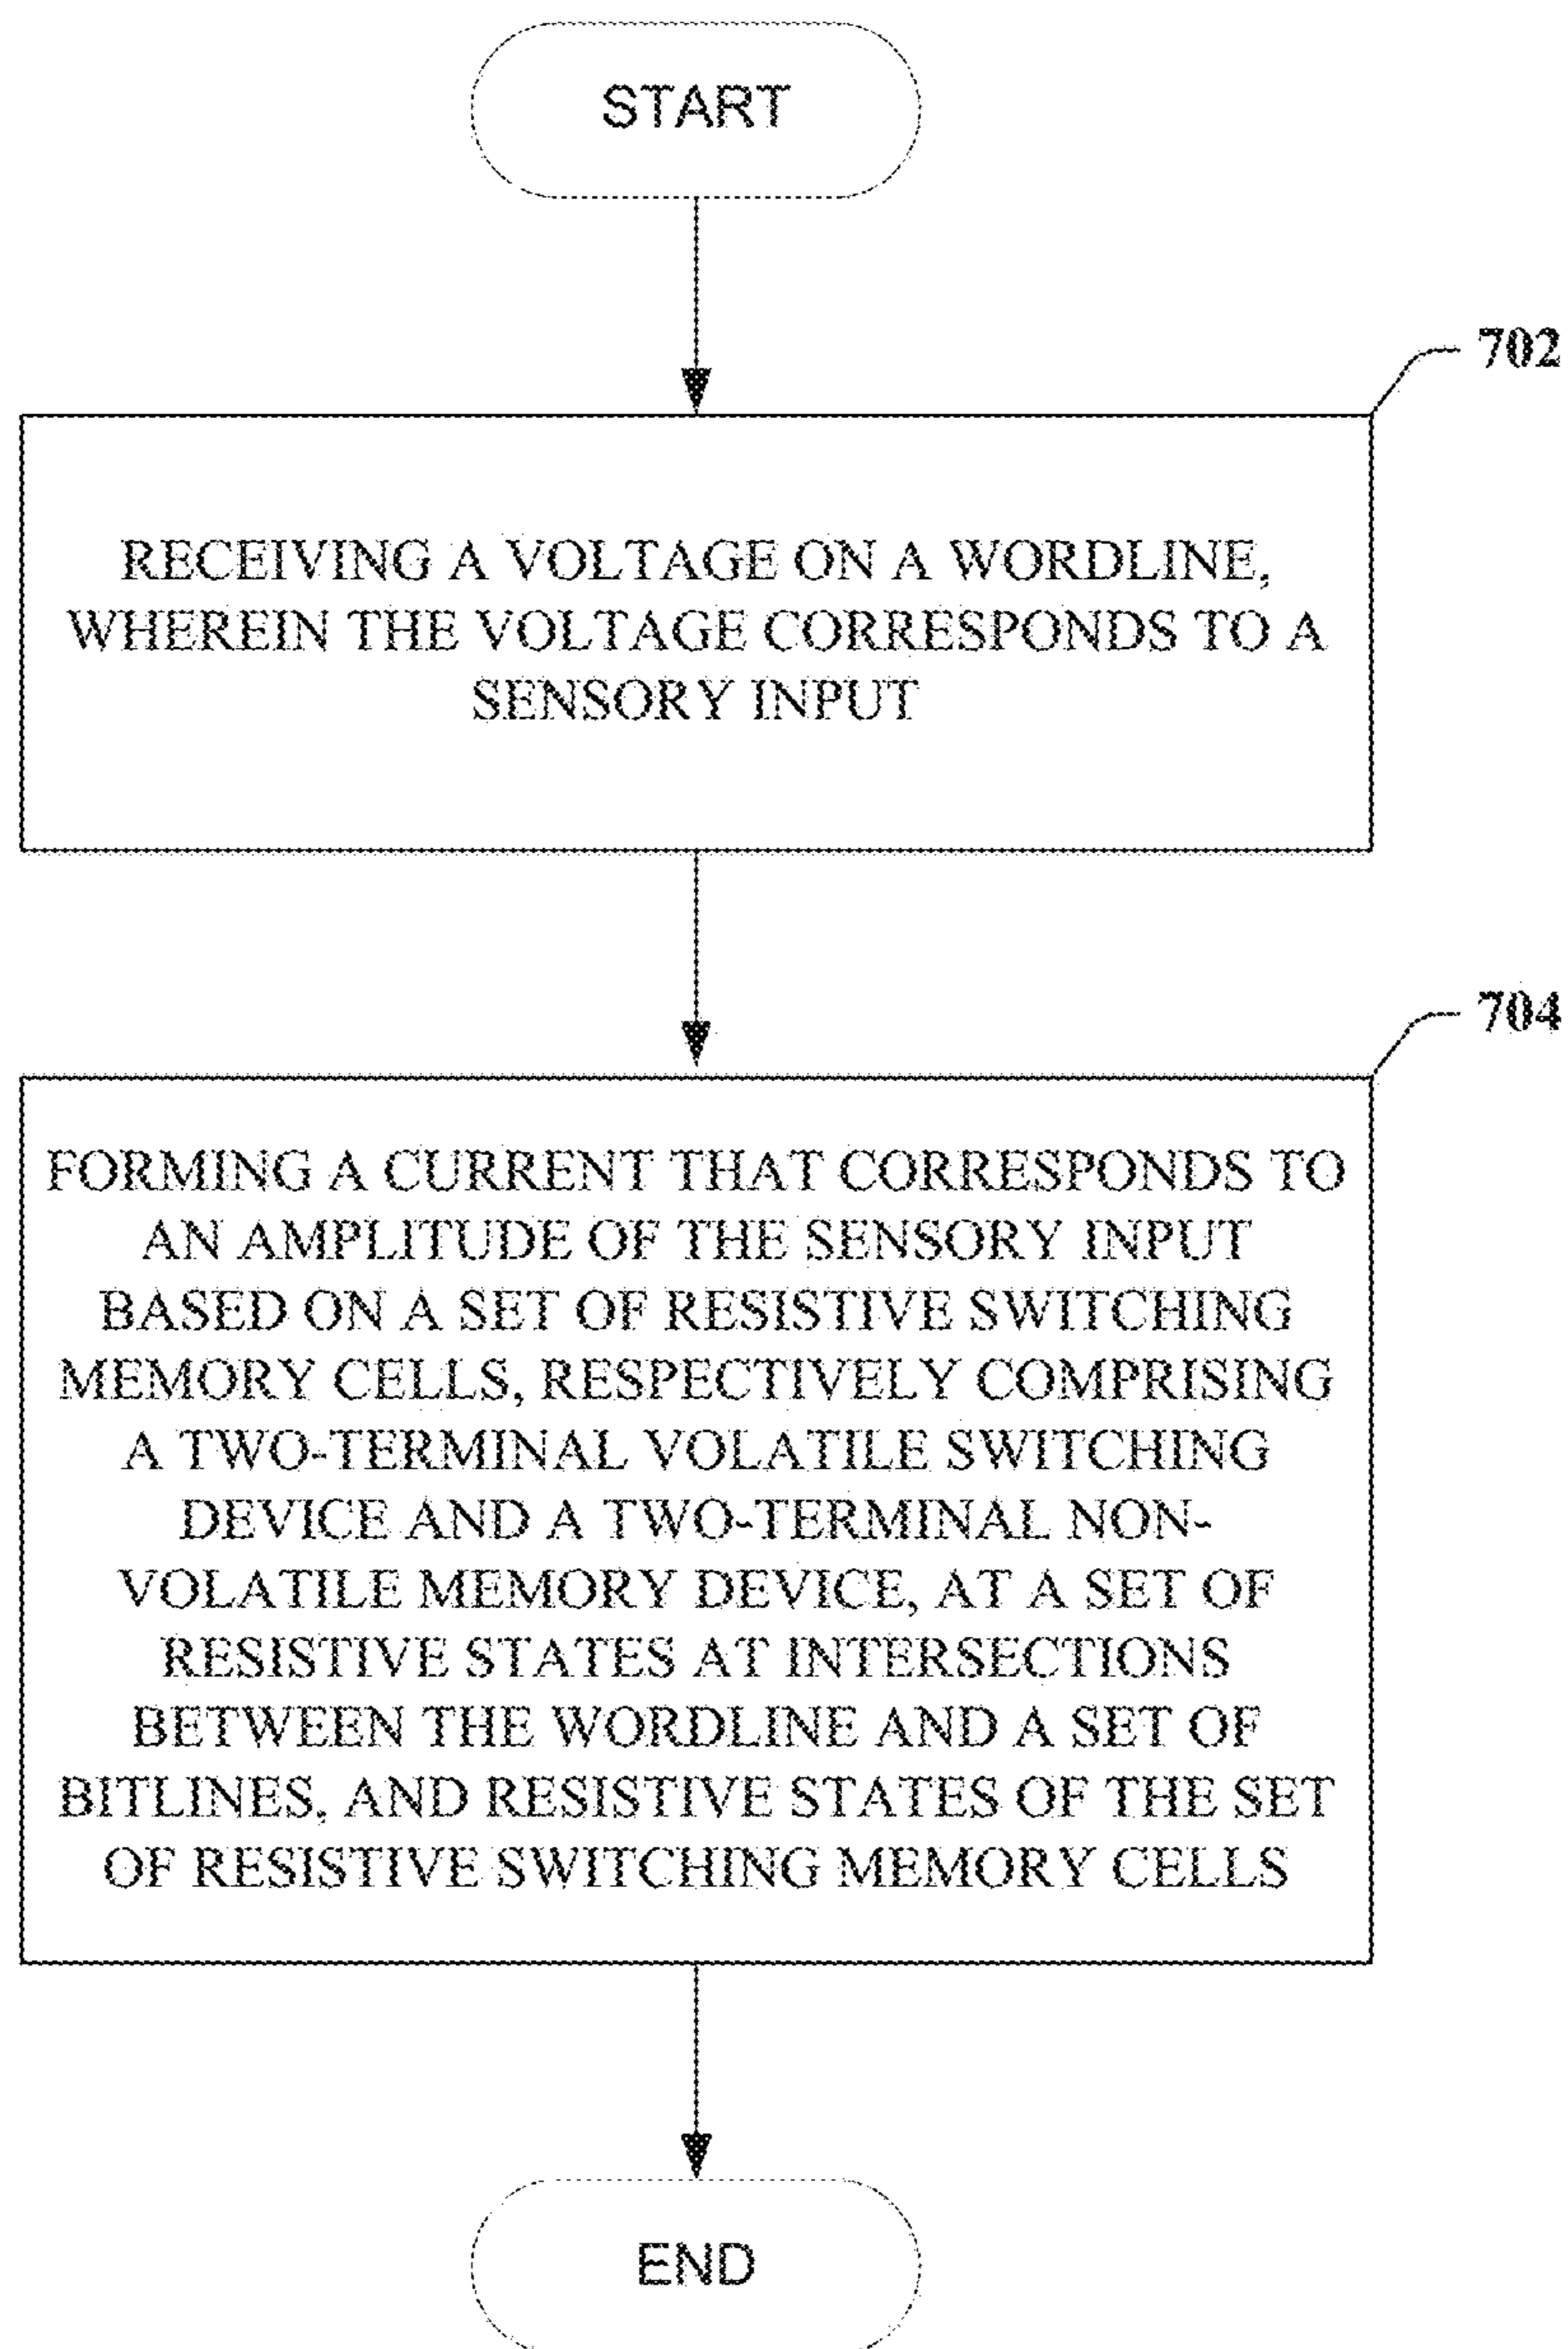 START
702
RECEIVING A VOLTAGE ON A WORDLINE,
WHEREIN THE VOLTAGE CORRESPONDS TO A
SENSORY INPUT
704
FORMING A CURRENT THAT CORRESPONDS TO
AN AMPLITUDE OF THE SENSORY INPUT
BASED ON A SET OF RESISTIVE SWITCHING
MEMORY CELLS, RESPECTIVELY COMPRISING
A TWO-TERMINAL VOLATILE SWITCHING
DEVICE AND A TWO-TERMINAL NON-
VOLATILE MEMORY DEVICE, AT A SET OF
RESISTIVE STATES AT INTERSECTIONS
BETWEEN THE WORDLINE AND A SET OF
BITLINES, AND RESISTIVE STATES OF THE SET
OF RESISTIVE SWITCHING MEMORY CELLS
END